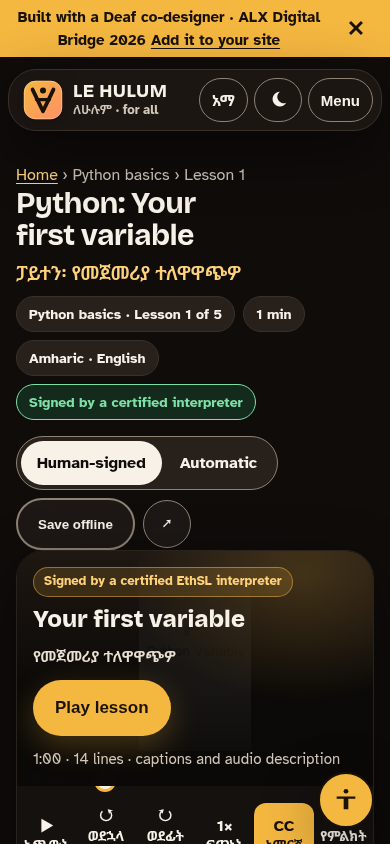 Built with a Deaf co-designer · ALX Digital
Bridge 2026 Add it to your site
✕
LE HULUM
ለሁሉም · for all
አማ
Menu
Home › Python basics › Lesson 1
Python: Your
first variable
ፓይተን፡ የመጀመሪያ ተለዋዋጭዎ
Python basics · Lesson 1 of 5
1 min
Amharic · English
Signed by a certified interpreter
Human-signed
Automatic
Save offline
↗
Signed by a certified EthSL interpreter
Your first variable
የመጀመሪያ ተለዋዋጭዎ
Play lesson
1:00 · 14 lines · captions and audio description
ወደኋላ
ወደፊት
1×
CC
የምልክት